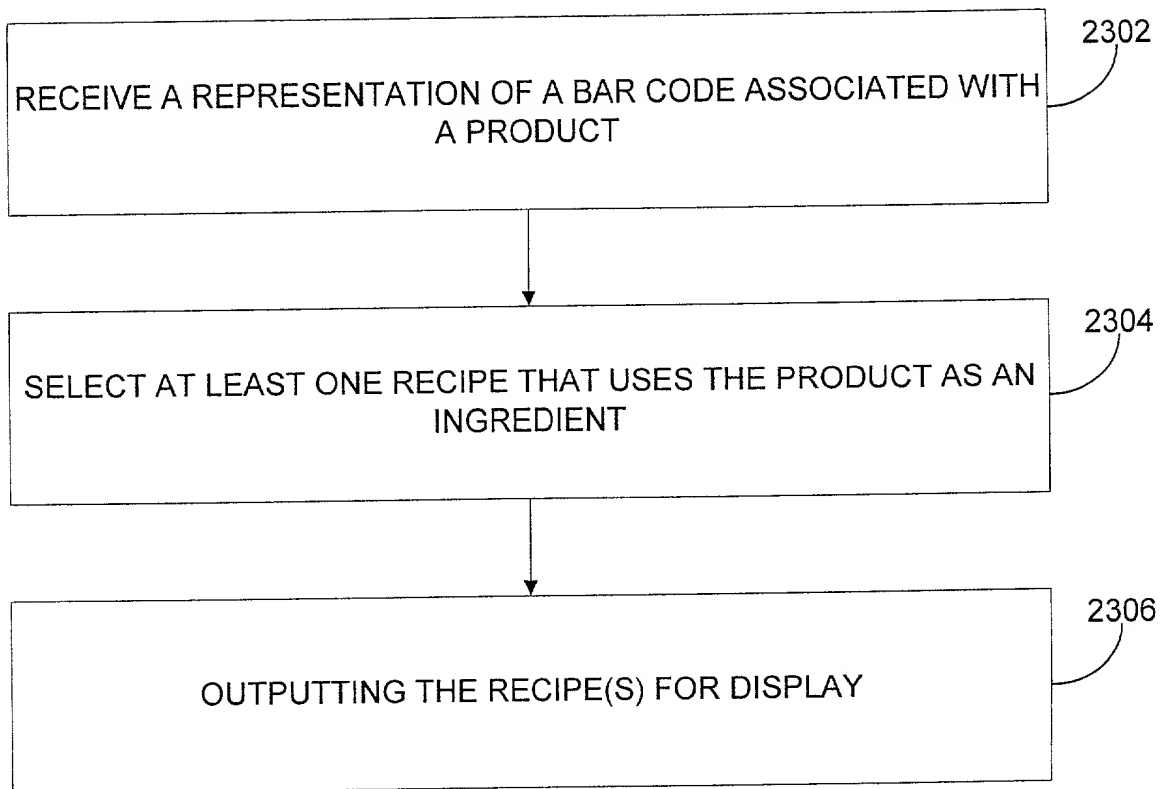 2302
RECEIVE A REPRESENTATION OF A BAR CODE ASSOCIATED WITH
A PRODUCT
2304
SELECT AT LEAST ONE RECIPE THAT USES THE PRODUCT AS AN
INGREDIENT
2306
OUTPUTTING THE RECIPE(S) FOR DISPLAY